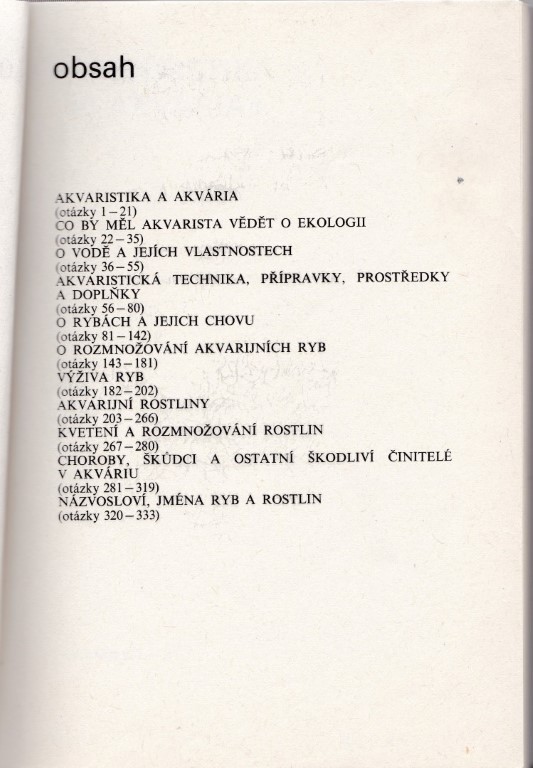 obsah
AKVARISTIKA A AKVÁRIA
(otázky 1–21)
CO BY MĚL AKVARISTA VĚDĚT O EKOLOGII
(otázky 22–35)
O VODĚ A JEJÍCH VLASTNOSTECH
(otázky 36–55)
AKVARISTICKÁ TECHNIKA, PŘÍPRAVKY, PROSTŘEDKY
A DOPLŇKY
(otázky 56–80)
O RYBÁCH A JEJICH CHOVU
(otázky 81–142)
O ROZMNOŽOVÁNÍ AKVARIJNÍCH RYB
(otázky 143–181)
VÝŽIVA RYB
(otázky 182–202)
AKVARIJNÍ ROSTLINY
(otázky 203–266)
KVETENÍ A ROZMNOŽOVÁNÍ ROSTLIN
(otázky 267–280)
CHOROBY, ŠKŮDCI A OSTATNÍ ŠKODLIVÍ ČINITELÉ
V AKVÁRIU
(otázky 281–319)
NÁZVOSLOVÍ, JMÉNA RYB A ROSTLIN
(otázky 320–333)